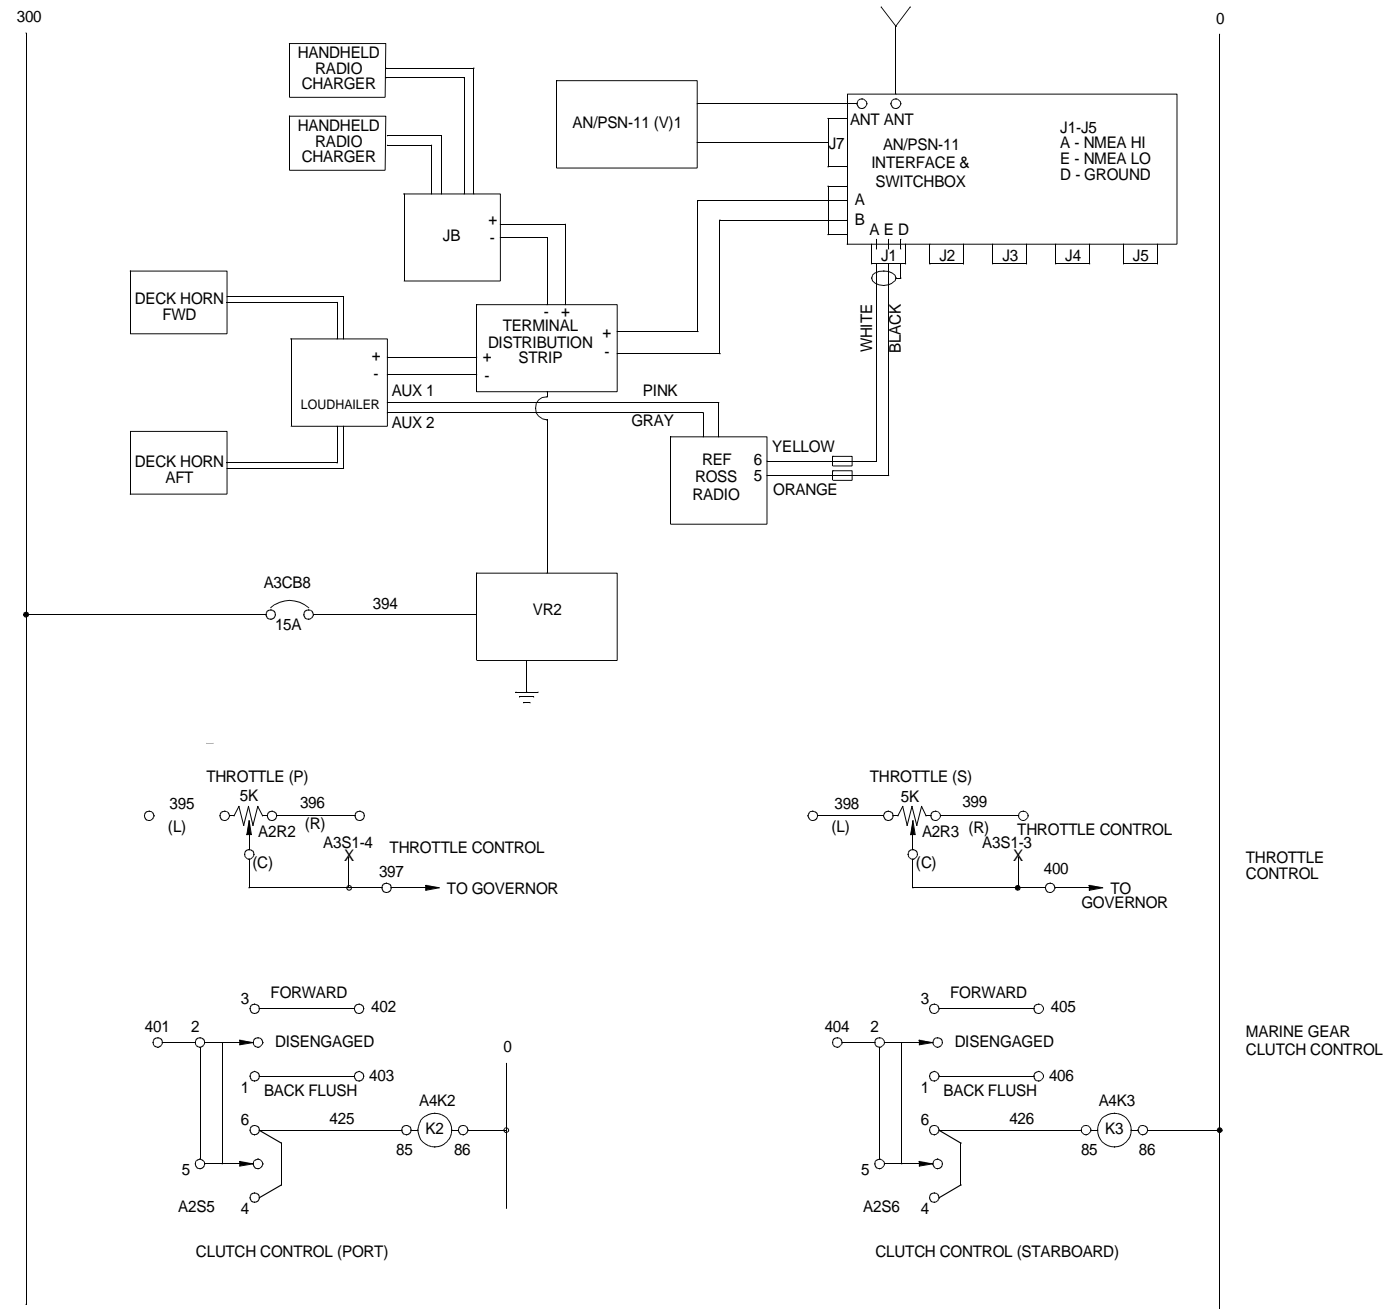 300
0
HANDHELD
RADIO
CHARGER
HANDHELD
RADIO
CHARGER
AN/PSN-11 (V)1
ANT ANT
J7
AN/PSN-11
INTERFACE &
SWITCHBOX
J1-J5
A - NMEA HI
E - NMEA LO
D - GROUND
A
B
A E D
J1
J2
J3
J4
J5
JB
+
-
DECK HORN
FWD
- +
TERMINAL
DISTRIBUTION
STRIP
+
-
+
-
+
-
LOUDHAILER
AUX 1
AUX 2
PINK
GRAY
WHITE
BLACK
DECK HORN
AFT
REF
ROSS
RADIO
6
5
YELLOW
ORANGE
A3CB8
15A
394
VR2
THROTTLE (P)
395
(L)
5K
A2R2
396
(R)
(C)
A3S1-4
THROTTLE CONTROL
397
TO GOVERNOR
THROTTLE (S)
398
(L)
5K
A2R3
399
(R)
(C)
A3S1-3
THROTTLE CONTROL
400
TO
GOVERNOR
THROTTLE
CONTROL
3
FORWARD
402
401
2
DISENGAGED
1
BACK FLUSH
403
0
6
425
A4K2
K2
85
86
5
A2S5
4
CLUTCH CONTROL (PORT)
3
FORWARD
405
404
2
DISENGAGED
1
BACK FLUSH
406
6
426
A4K3
K3
85
86
5
A2S6
4
CLUTCH CONTROL (STARBOARD)
MARINE GEAR
CLUTCH CONTROL